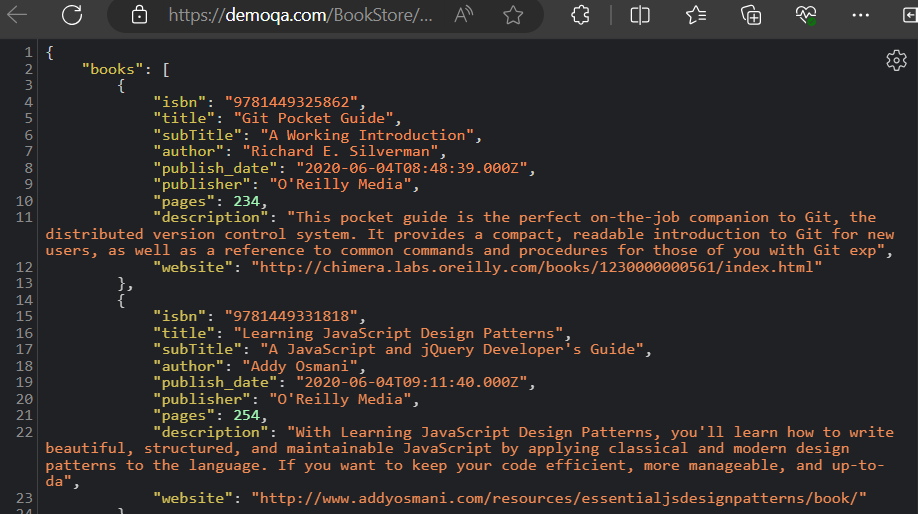 https://demoqa.com/BookStore/...
1 {
2 "books": [
3 {
4 "isbn": "9781449325862",
5 "title": "Git Pocket Guide",
6 "subTitle": "A Working Introduction",
7 "author": "Richard E. Silverman",
8 "publish_date": "2020-06-04T08:48:39.000Z",
9 "publisher": "O'Reilly Media",
10 "pages": 234,
11 "description": "This pocket guide is the perfect on-the-job companion to Git, the
distributed version control system. It provides a compact, readable introduction to Git for new
users, as well as a reference to common commands and procedures for those of you with Git exp",
12 "website": "http://chimera.labs.oreilly.com/books/1230000000561/index.html"
13 },
14 {
15 "isbn": "9781449331818",
16 "title": "Learning JavaScript Design Patterns",
17 "subTitle": "A JavaScript and jQuery Developer's Guide",
18 "author": "Addy Osmani",
19 "publish_date": "2020-06-04T09:11:40.000Z",
20 "publisher": "O'Reilly Media",
21 "pages": 254,
22 "description": "With Learning JavaScript Design Patterns, you'll learn how to write
beautiful, structured, and maintainable JavaScript by applying classical and modern design
patterns to the language. If you want to keep your code efficient, more manageable, and up-to-
da",
23 "website": "http://www.addyosmani.com/resources/essentialjsdesignpatterns/book/"
24 }